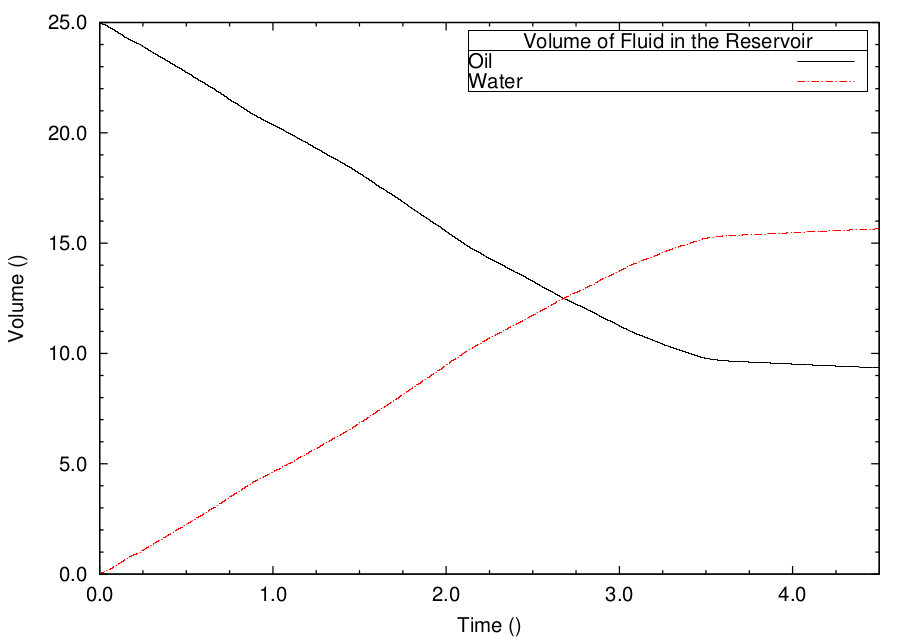 25.0
20.0
15.0
10.0
5.0
0.0
Volume ()
Volume of Fluid in the Reservoir
Oil
Water
0.0 1.0 2.0 3.0 4.0
Time ()